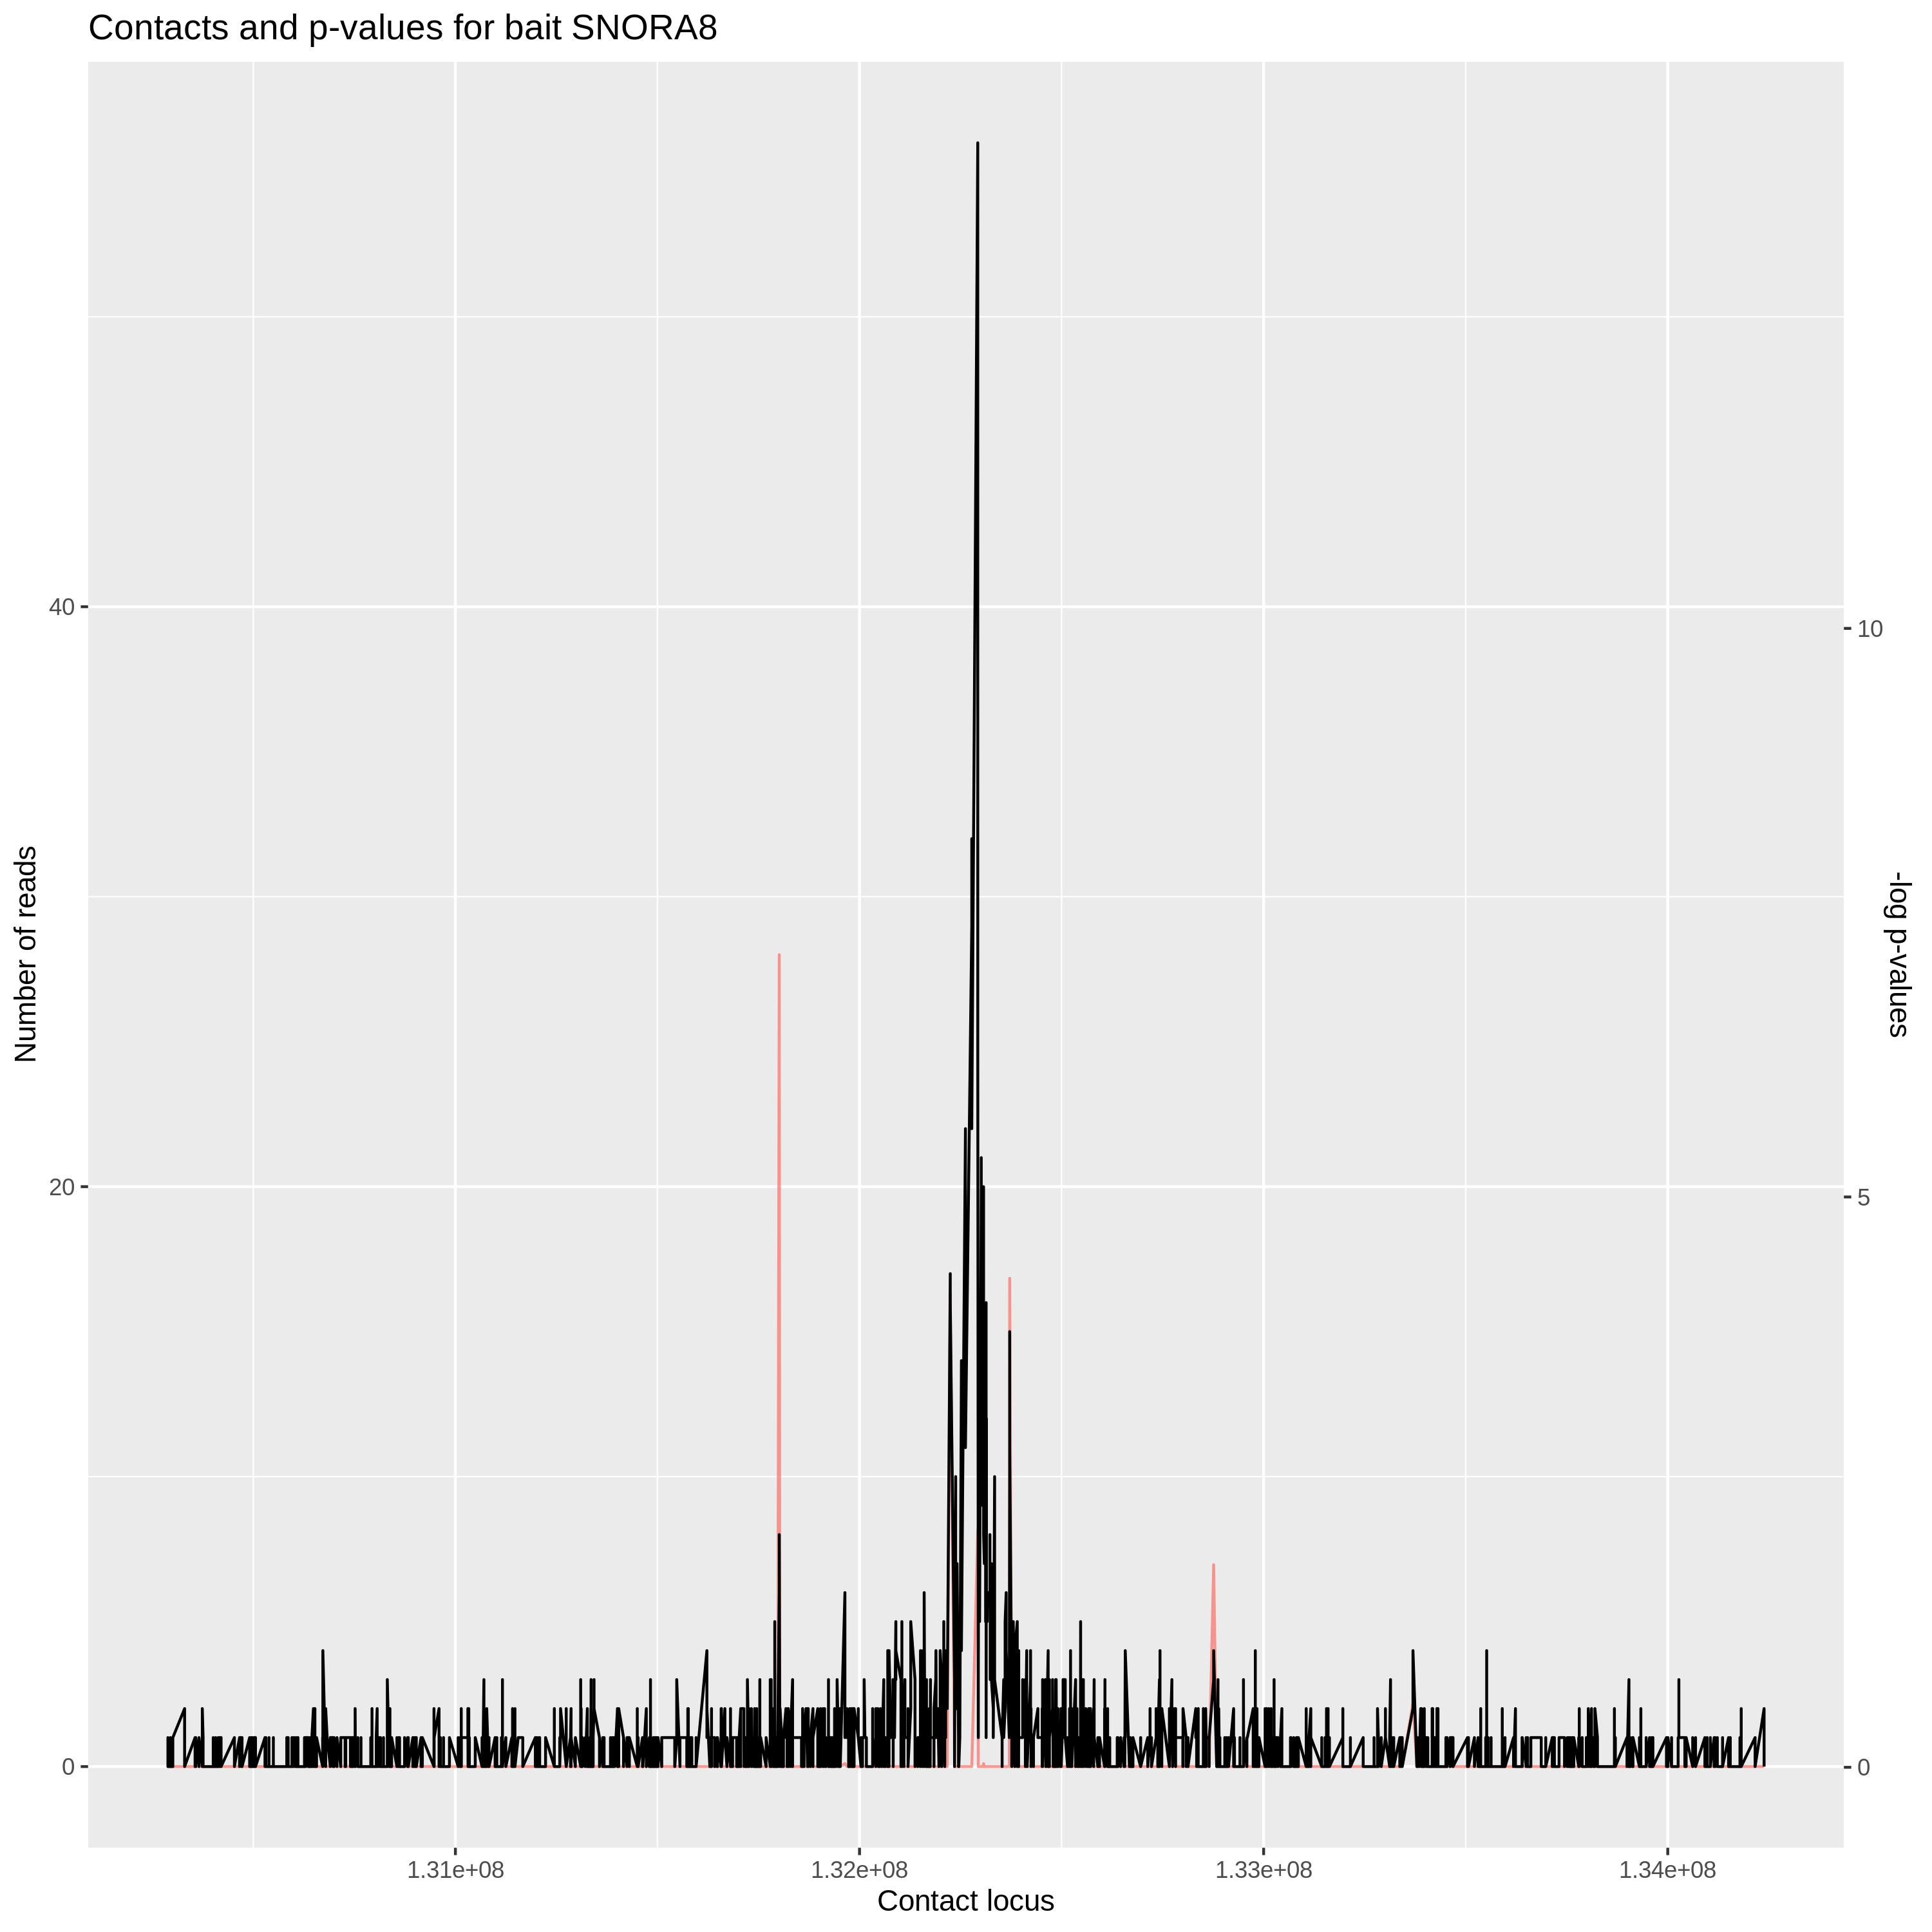 Contacts and p-values for bait SNORA8
Number of reads
40
20
0
10
5
0
-log p-values
1.31e+08 1.32e+08 1.33e+08 1.34e+08
Contact locus